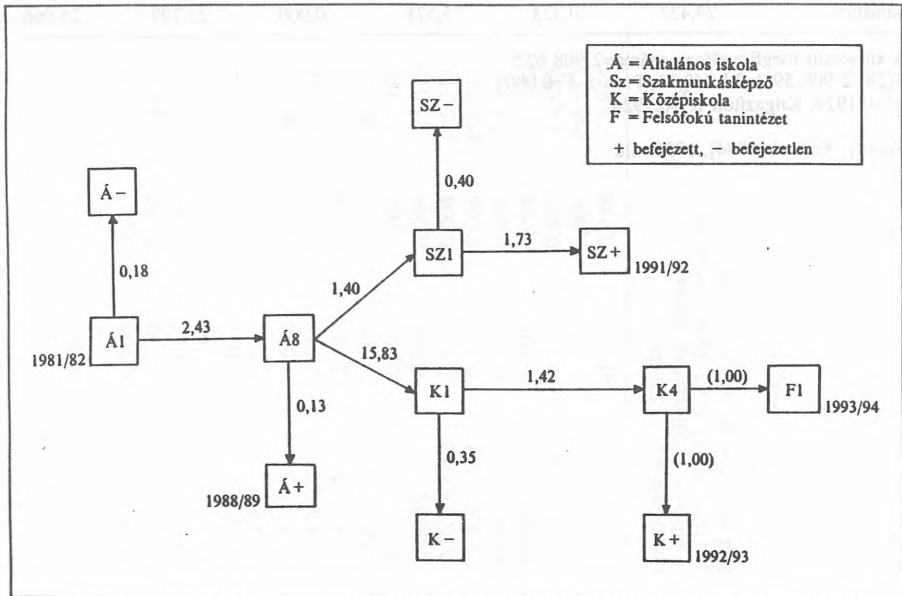 Á = Általános iskola
Sz = Szakmunkásképző
K = Középiskola
F = Felsőfokú tanintézet
+ befejezett, − befejezetlen
SZ−
Á−
0,40
SZ1
1,73
SZ+
1991/92
0,18
1,40
Á1
2,43
Á8
1981/82
15,83
K1
1,42
K4
(1,00)
F1
1993/94
0,13
0,35
(1,00)
Á+
1988/89
K−
K+
1992/93